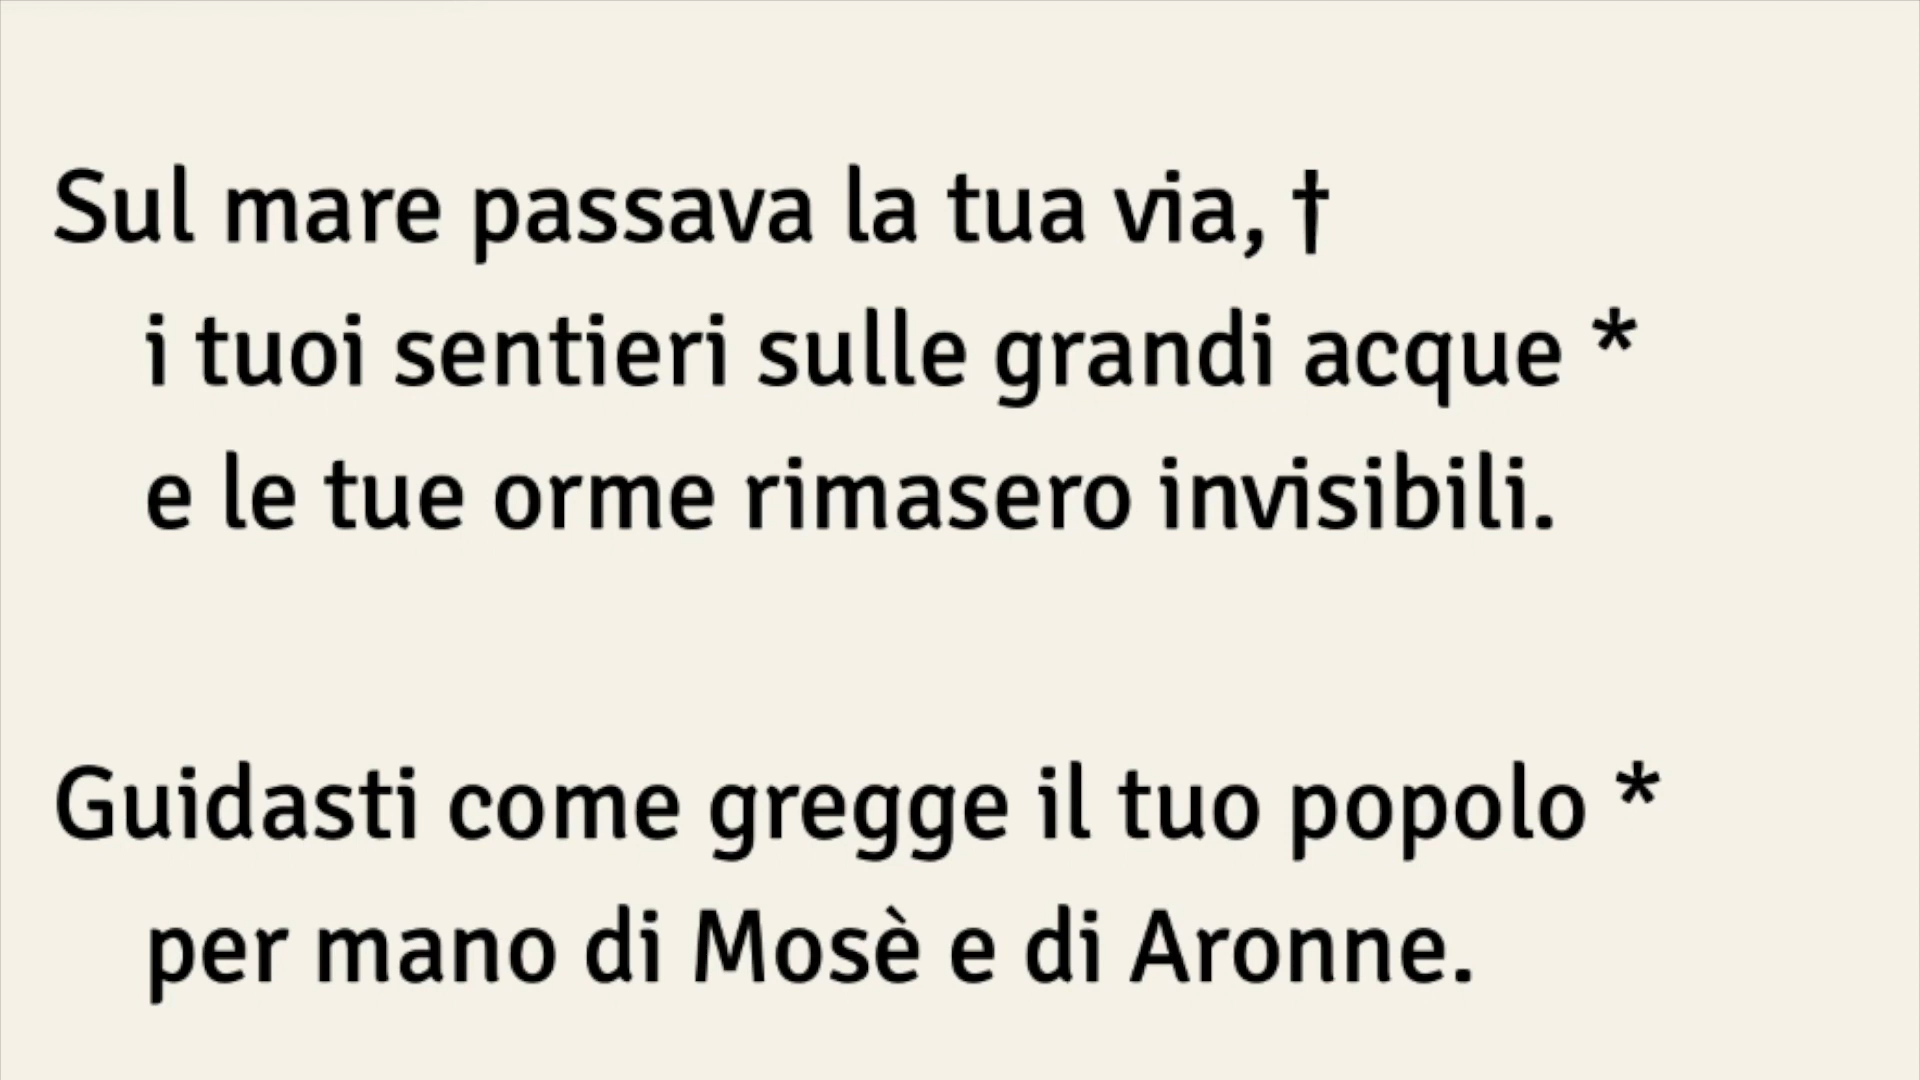 Sul mare passava la tua via, †
i tuoi sentieri sulle grandi acque *
e le tue orme rimasero invisibili.
Guidasti come gregge il tuo popolo *
per mano di Mosè e di Aronne.